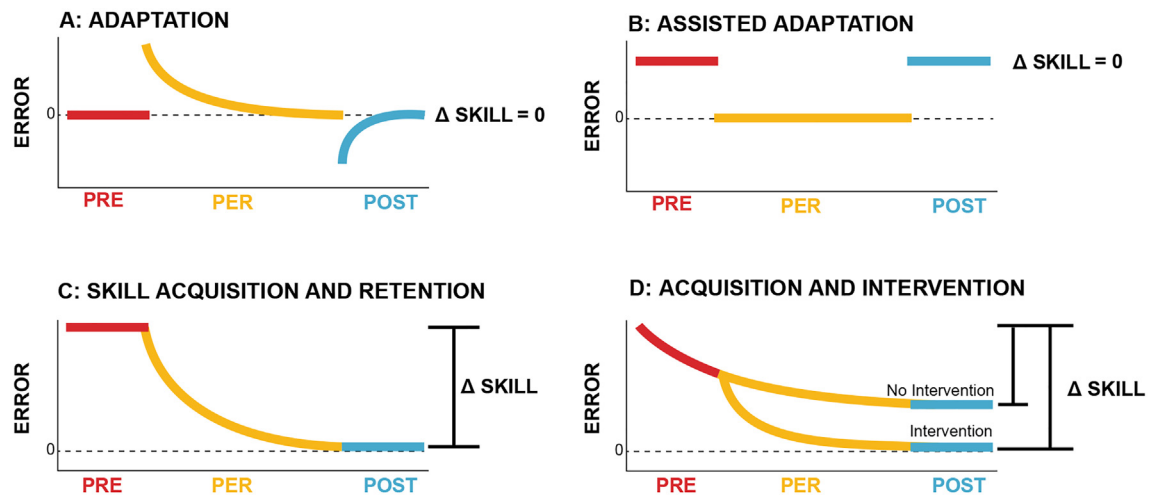 A: ADAPTATION
ERROR
0
Δ SKILL = 0
PRE
PER
POST
B: ASSISTED ADAPTATION
ERROR
0
Δ SKILL = 0
PRE
PER
POST
C: SKILL ACQUISITION AND RETENTION
ERROR
0
Δ SKILL
PRE
PER
POST
D: ACQUISITION AND INTERVENTION
ERROR
0
No Intervention
Intervention
Δ SKILL
PRE
PER
POST